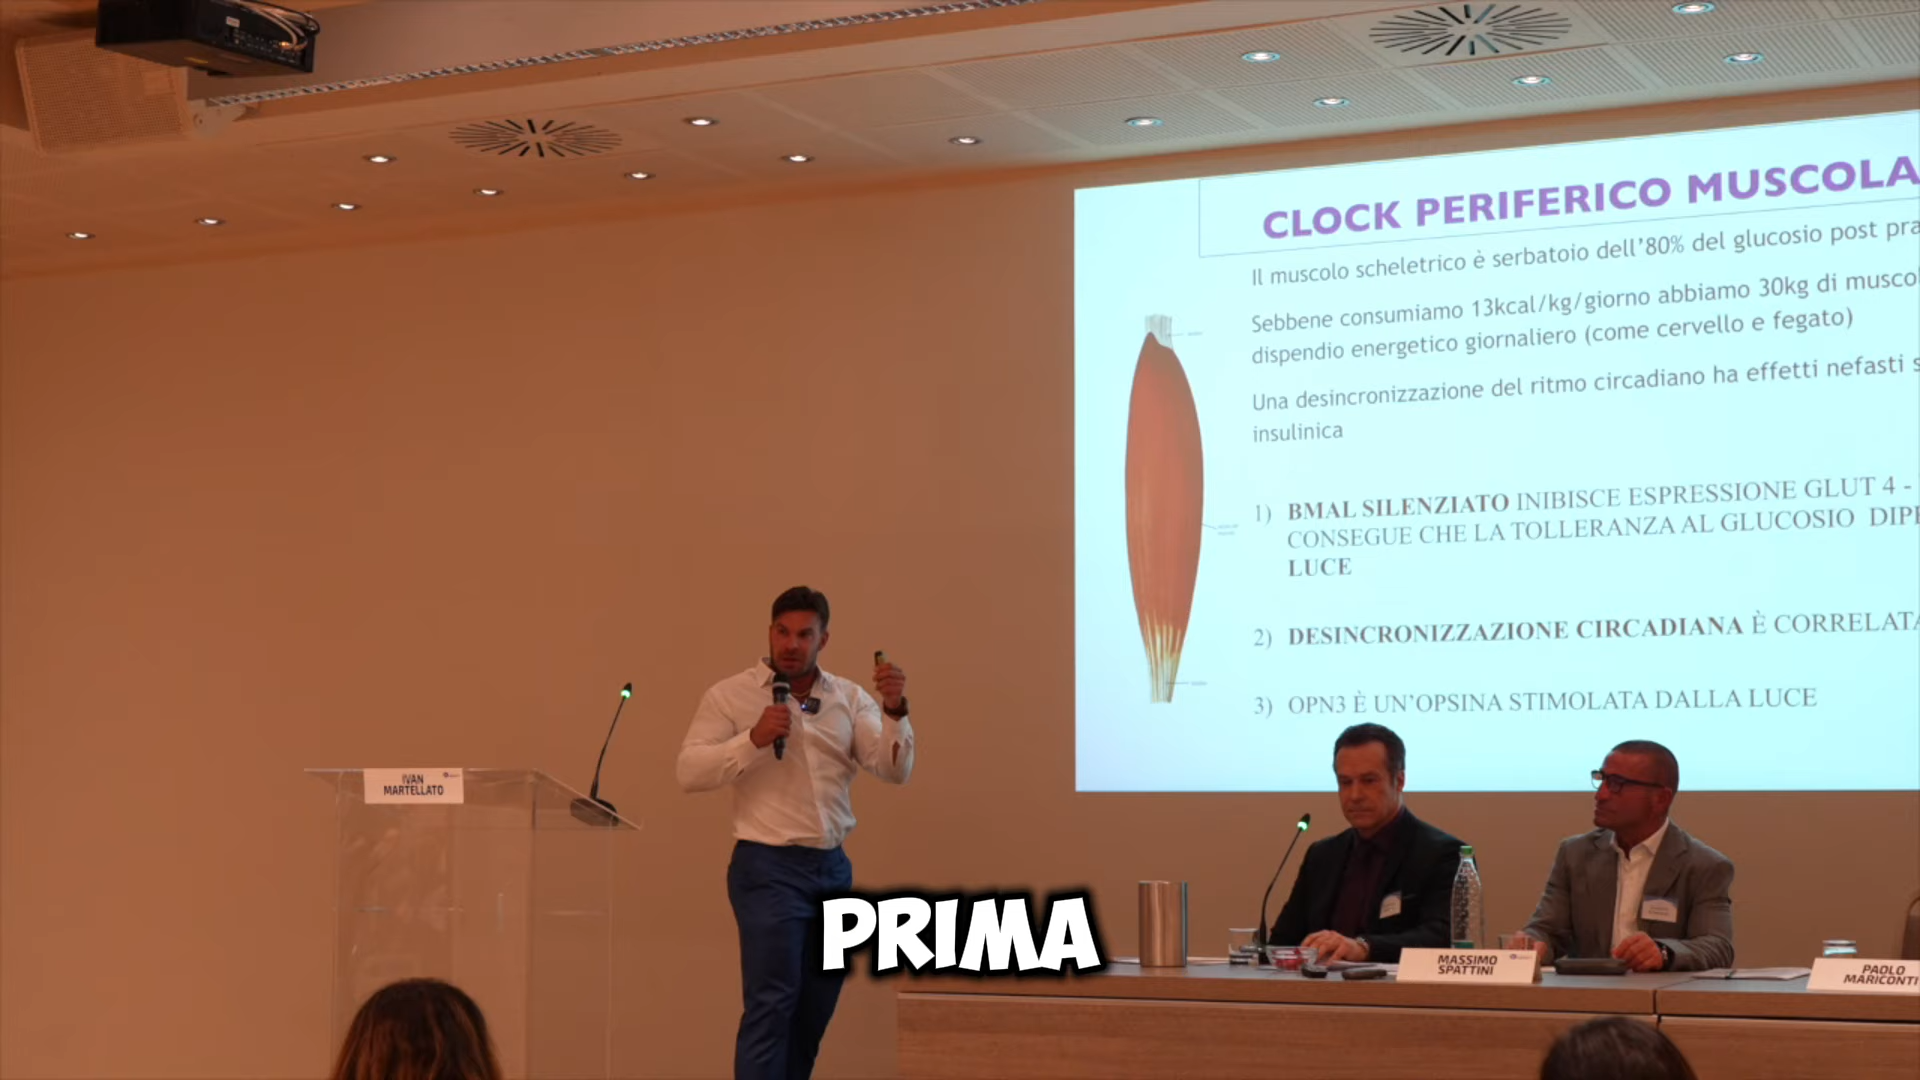 CLOCK PERIFERICO MUSCOLA
Il muscolo scheletrico è serbatoio dell'80% del glucosio post pra
Sebbene consumiamo 13kcal/kg/giorno abbiamo 30kg di musco
dispendio energetico giornaliero (come cervello e fegato)
Una desincronizzazione del ritmo circadiano ha effetti nefasti s
insulinica
1) BMAL SILENZIATO INIBISCE ESPRESSIONE GLUT 4 -
CONSEGUE CHE LA TOLLERANZA AL GLUCOSIO DIPE
LUCE
2) DESINCRONIZZAZIONE CIRCADIANA È CORRELATA
3) OPN3 È UN'OPSINA STIMOLATA DALLA LUCE
IVAN
MARTELLATO
PRIMA
MASSIMO
SPATTINI
PAOLO
MARICONTI